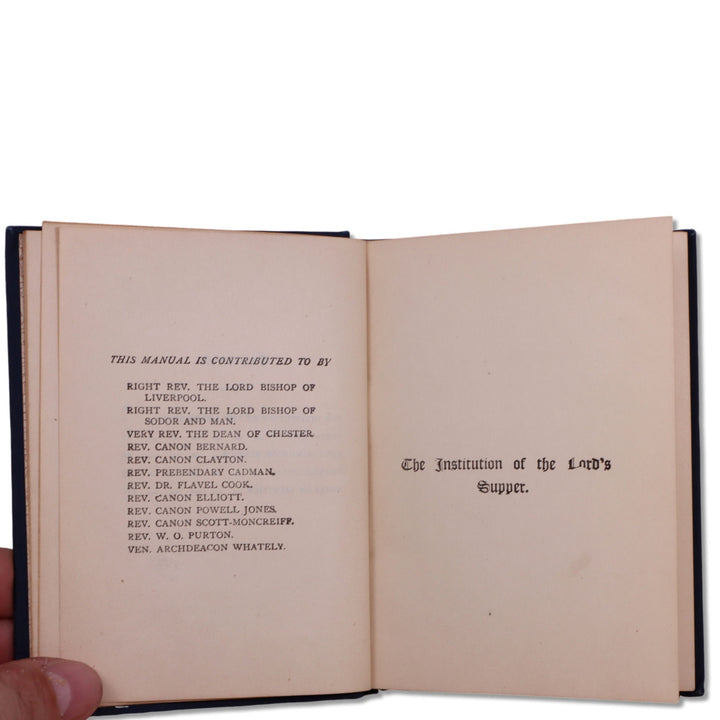 THIS MANUAL IS CONTRIBUTED TO BY
RIGHT REV. THE LORD BISHOP OF
LIVERPOOL.
RIGHT REV. THE LORD BISHOP OF
SODOR AND MAN.
VERY REV. THE DEAN OF CHESTER.
REV. CANON BERNARD.
REV. CANON CLAYTON.
REV. PREBENDARY CADMAN.
REV. DR. FLAVEL COOK.
REV. CANON ELLIOTT.
REV. CANON POWELL JONES.
REV. CANON SCOTT-MONCREIFF.
REV. W. O. PURTON.
VEN. ARCHDEACON WHATELY.
The Institution of the Lord's
Supper.